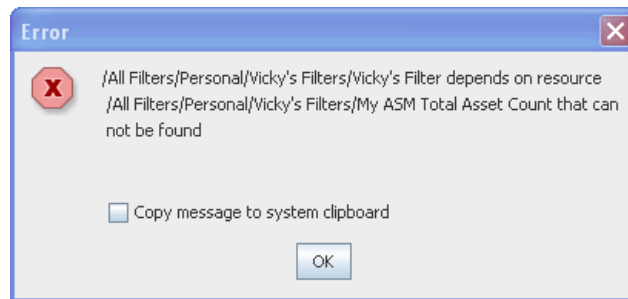 Error
/All Filters/Personal/Vicky's Filters/Vicky's Filter depends on resource
/All Filters/Personal/Vicky's Filters/My ASM Total Asset Count that can
not be found
Copy message to system clipboard
OK